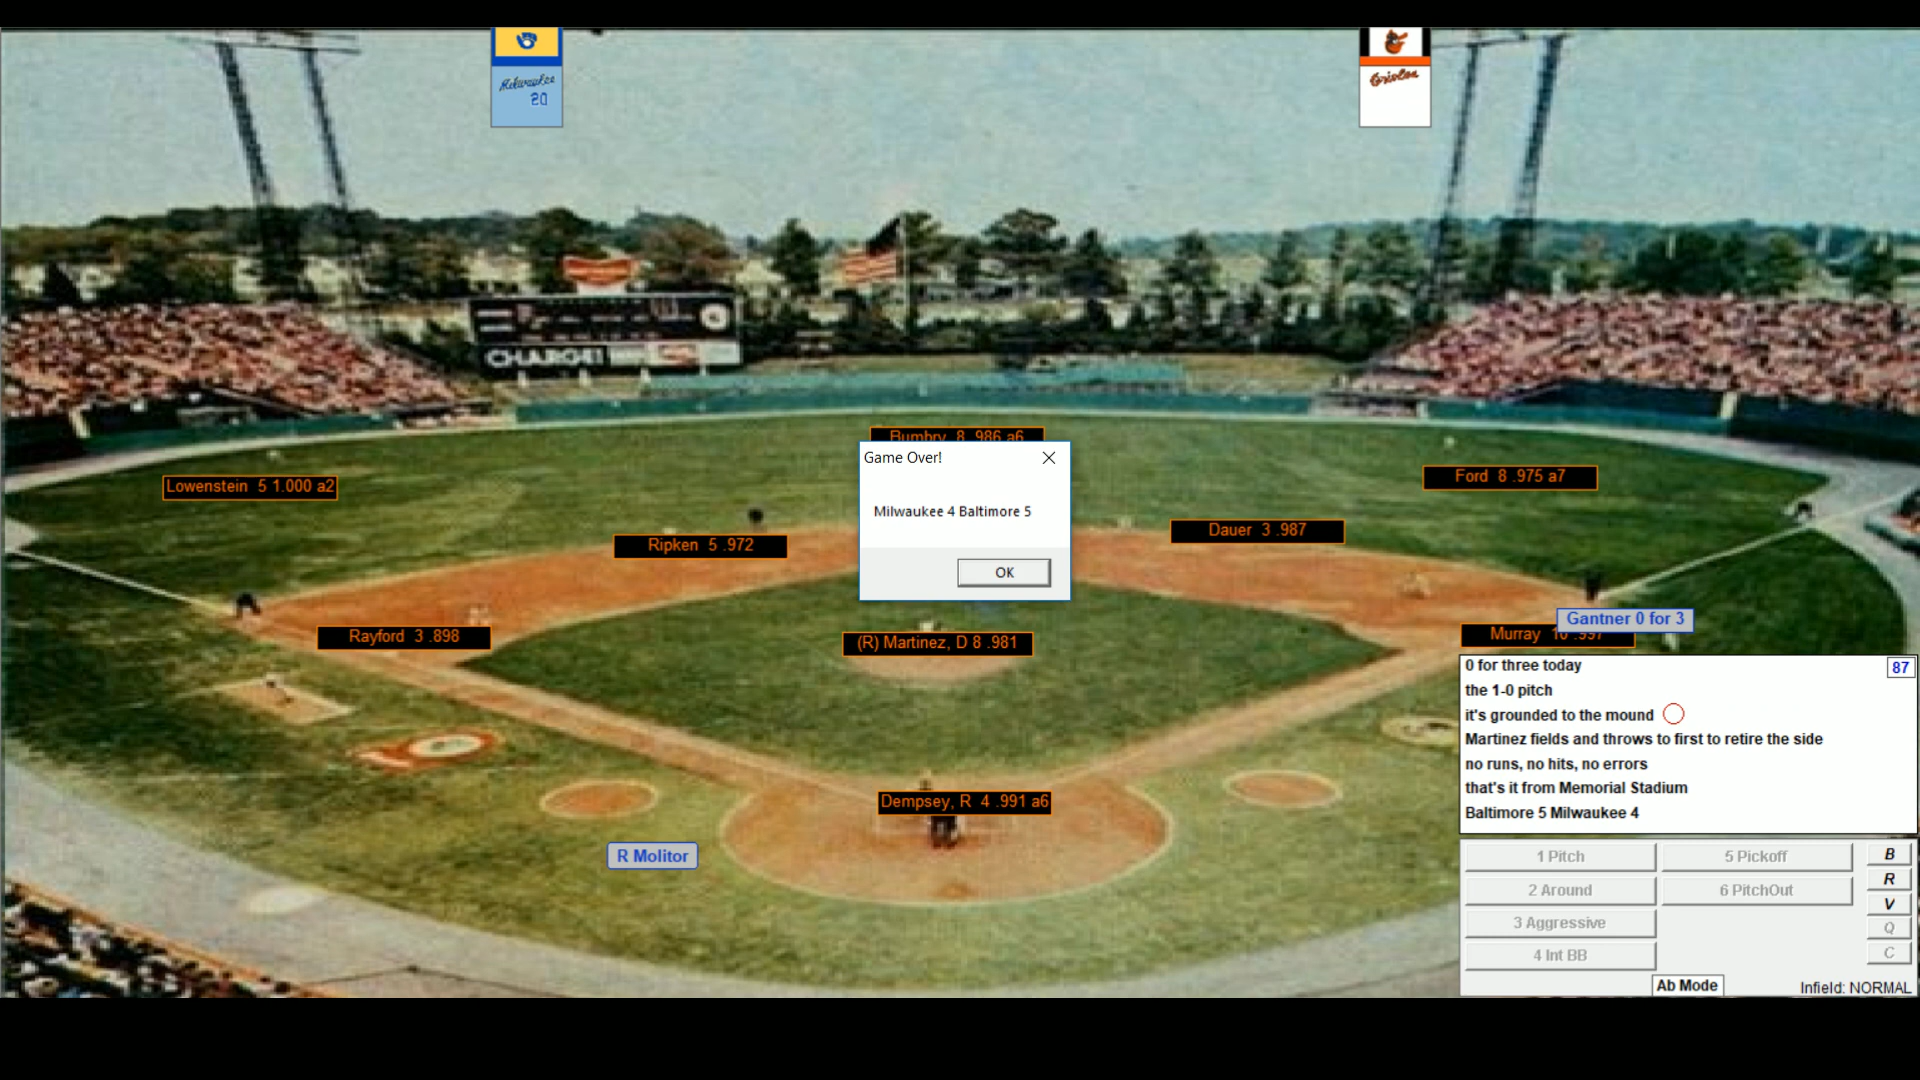 Milwaukee
20
Orioles
CHARGE!
Bumbry 8 .986 a6
Lowenstein 5 1.000 a2
Ford 8 .975 a7
Ripken 5 .972
Dauer 3 .987
Game Over!
Milwaukee 4 Baltimore 5
OK
Rayford 3 .898
(R) Martinez, D 8 .981
Gantner 0 for 3
Murray 10 .997
Dempsey, R 4 .991 a6
R Molitor
0 for three today
87
the 1-0 pitch
it's grounded to the mound
Martinez fields and throws to first to retire the side
no runs, no hits, no errors
that's it from Memorial Stadium
Baltimore 5 Milwaukee 4
1 Pitch
5 Pickoff
B
2 Around
6 PitchOut
R
3 Aggressive
V
4 Int BB
Q
C
Ab Mode
Infield: NORMAL